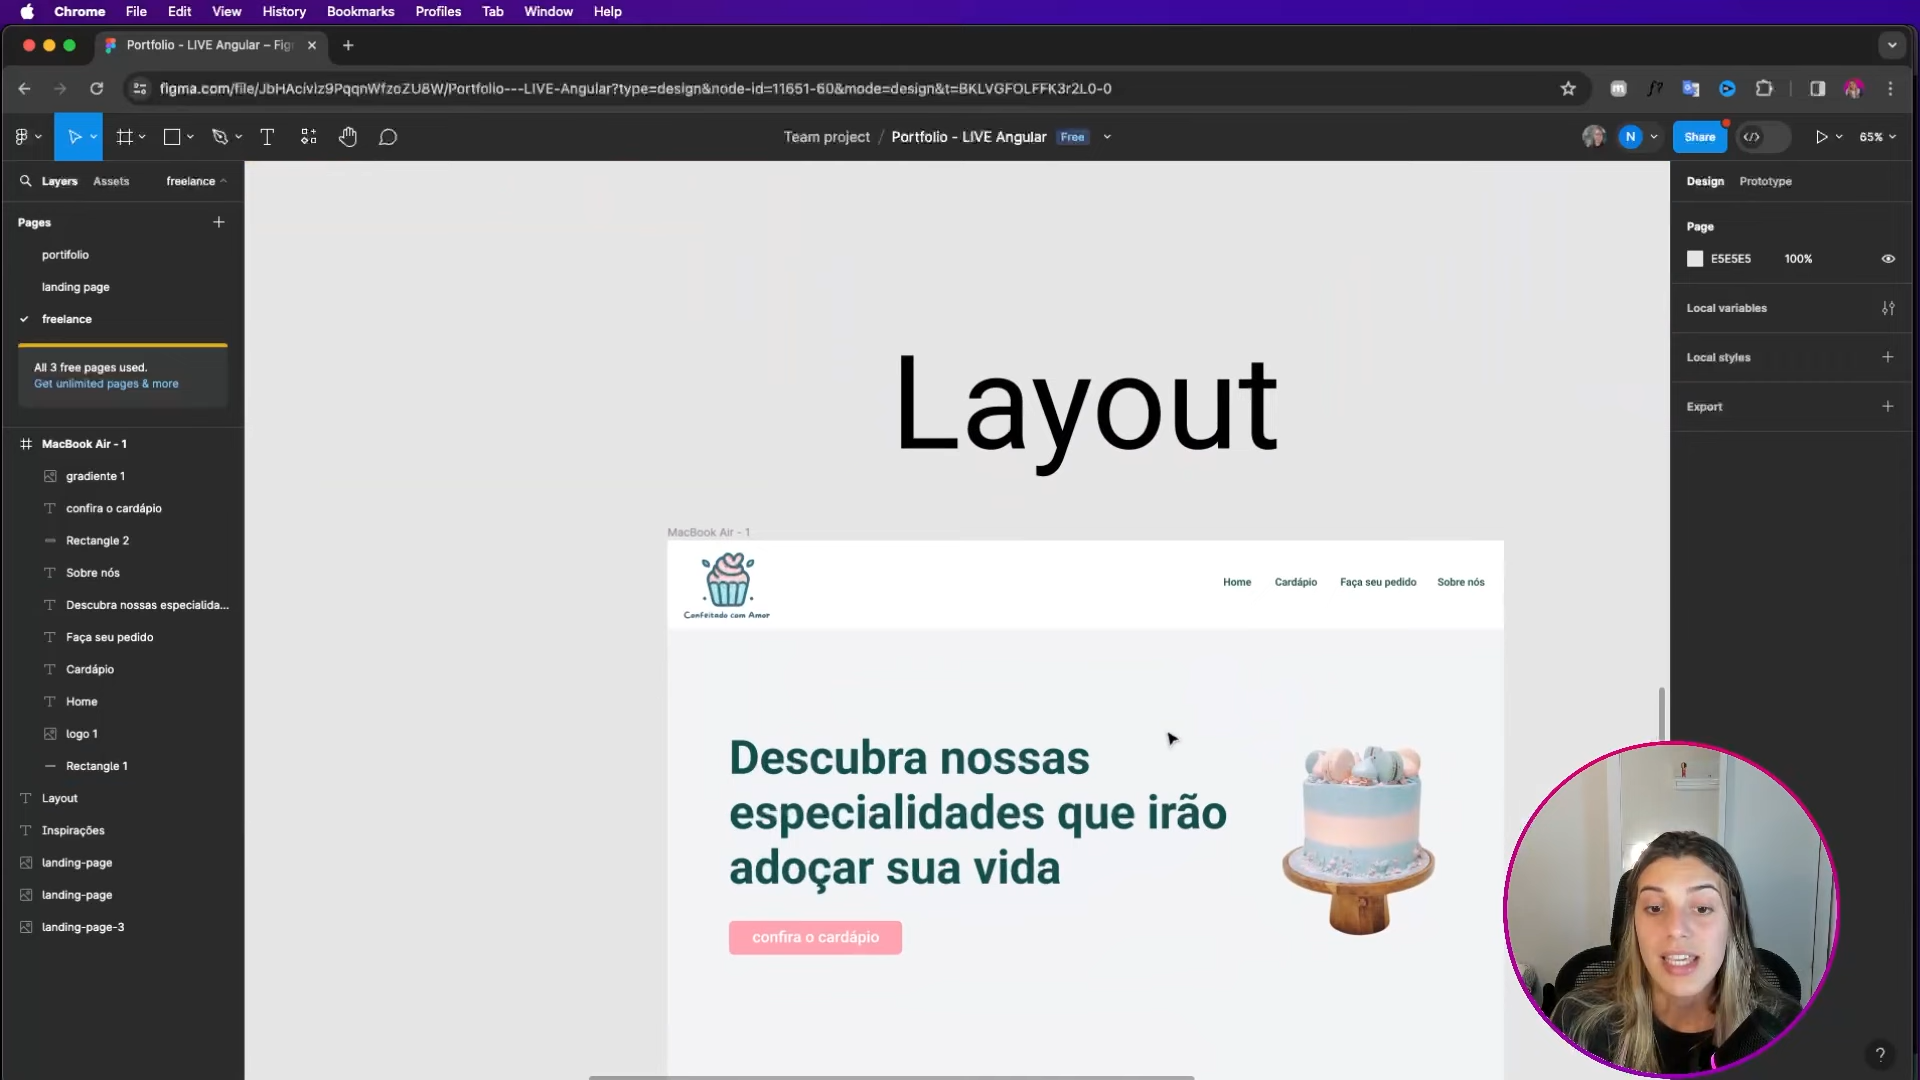 Chrome File Edit View History Bookmarks Profiles Tab Window Help
Portfolio - LIVE Angular – Fig
figma.com/file/JbHAcivIz9PqqnWfzoZU8W/Portfolio---LIVE-Angular?type=design&node-id=11651-60&mode=design&t=BKLVGFOLFFK3r2L0-0
Team project / Portfolio - LIVE Angular Free
N Share 65%
Layers Assets freelance
Design Prototype
Pages
portifolio
landing page
freelance
All 3 free pages used.
Get unlimited pages & more
MacBook Air - 1
gradiente 1
confira o cardápio
Rectangle 2
Sobre nós
Descubra nossas especialida...
Faça seu pedido
Cardápio
Home
logo 1
Rectangle 1
Layout
Inspirações
landing-page
landing-page
landing-page-3
Layout
MacBook Air - 1
Confeitado com Amor
Home Cardápio Faça seu pedido Sobre nós
Descubra nossas
especialidades que irão
adoçar sua vida
confira o cardápio
Page
E5E5E5 100%
Local variables
Local styles
Export
?